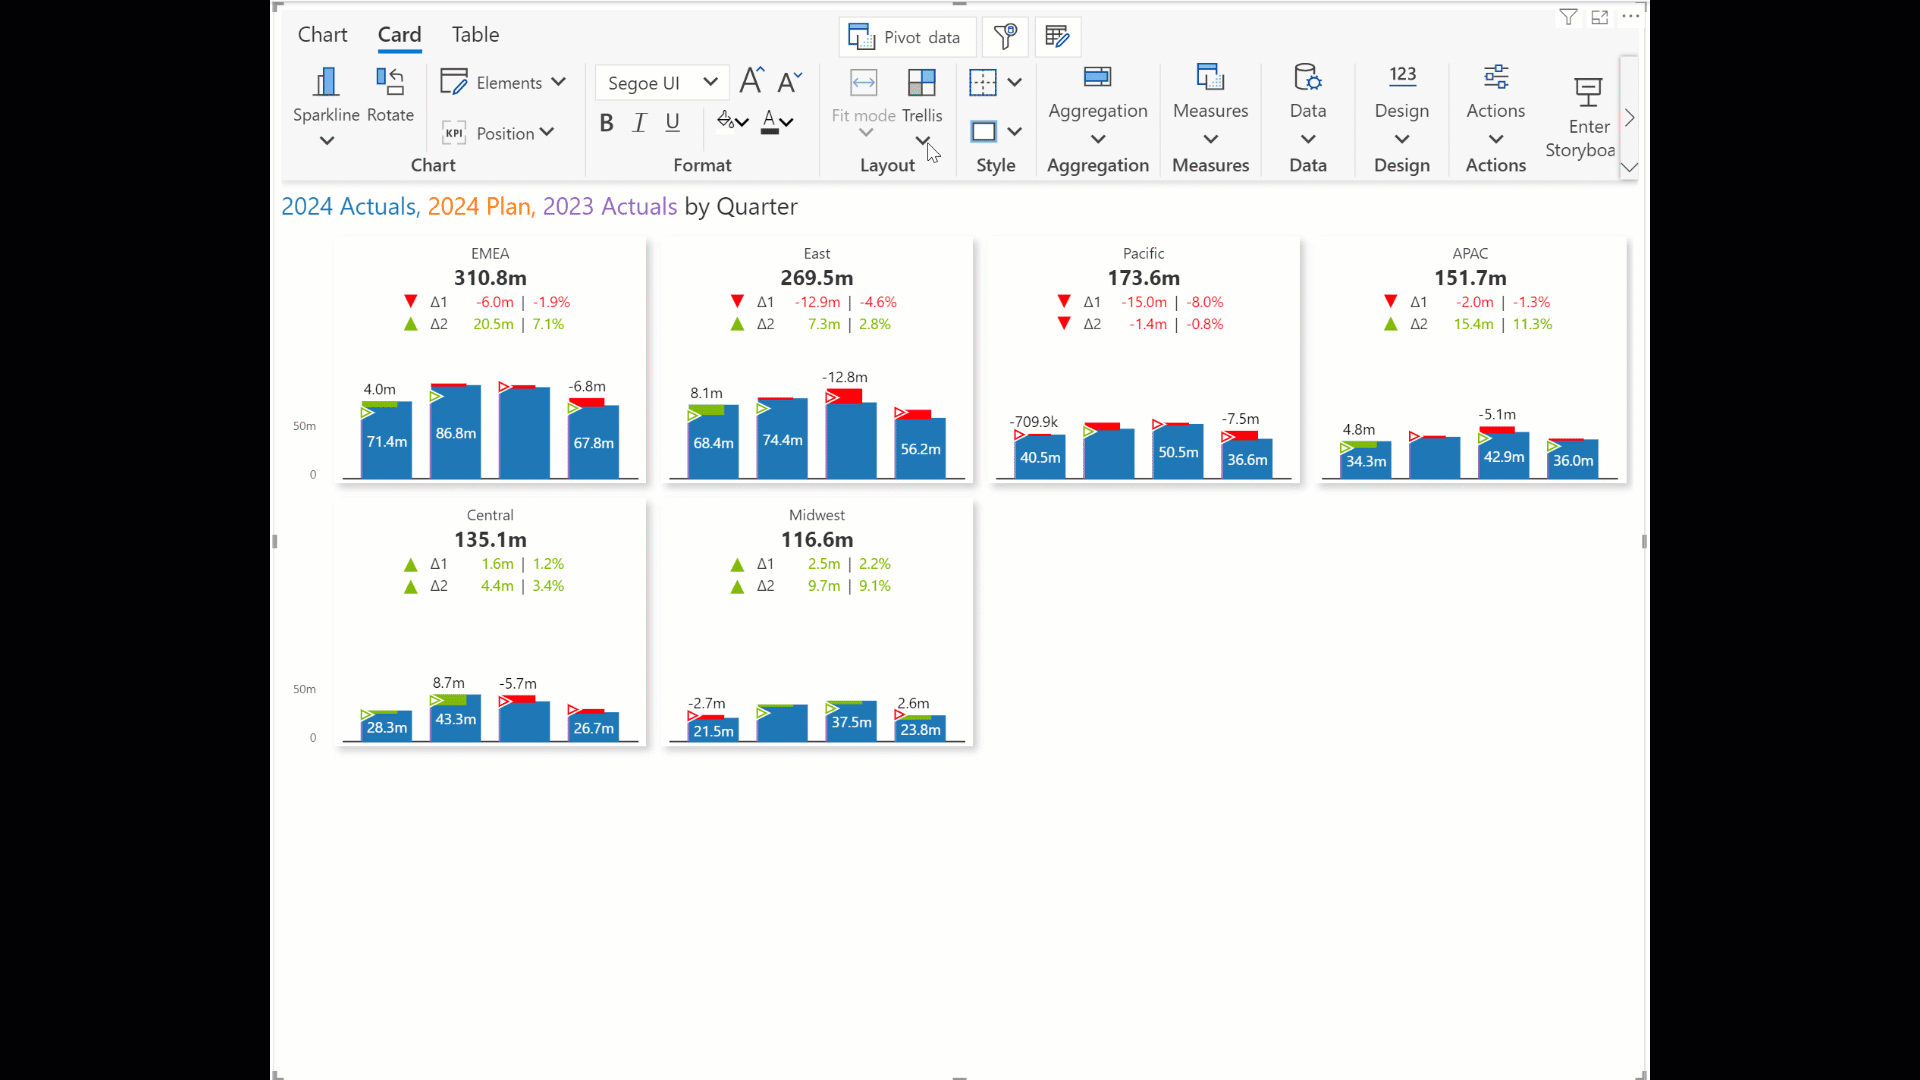 Chart Card Table Pivot data
Sparkline Rotate Elements KPI Position
Chart
Segoe UI A A
B I U A
Format
Fit mode Trellis
Layout
Style
Aggregation
Aggregation
Measures
Measures
Data
Data
123
Design
Design
Actions
Actions
Enter
Storyboa
2024 Actuals, 2024 Plan, 2023 Actuals by Quarter
EMEA
310.8m
Δ1 -6.0m | -1.9%
Δ2 20.5m | 7.1%
4.0m -6.8m
71.4m 86.8m 67.8m
50m
0
East
269.5m
Δ1 -12.9m | -4.6%
Δ2 7.3m | 2.8%
8.1m -12.8m
68.4m 74.4m 56.2m
Pacific
173.6m
Δ1 -15.0m | -8.0%
Δ2 -1.4m | -0.8%
-709.9k -7.5m
40.5m 50.5m 36.6m
APAC
151.7m
Δ1 -2.0m | -1.3%
Δ2 15.4m | 11.3%
4.8m -5.1m
34.3m 42.9m 36.0m
Central
135.1m
Δ1 1.6m | 1.2%
Δ2 4.4m | 3.4%
8.7m -5.7m
28.3m 43.3m 26.7m
50m
0
Midwest
116.6m
Δ1 2.5m | 2.2%
Δ2 9.7m | 9.1%
-2.7m 2.6m
21.5m 37.5m 23.8m